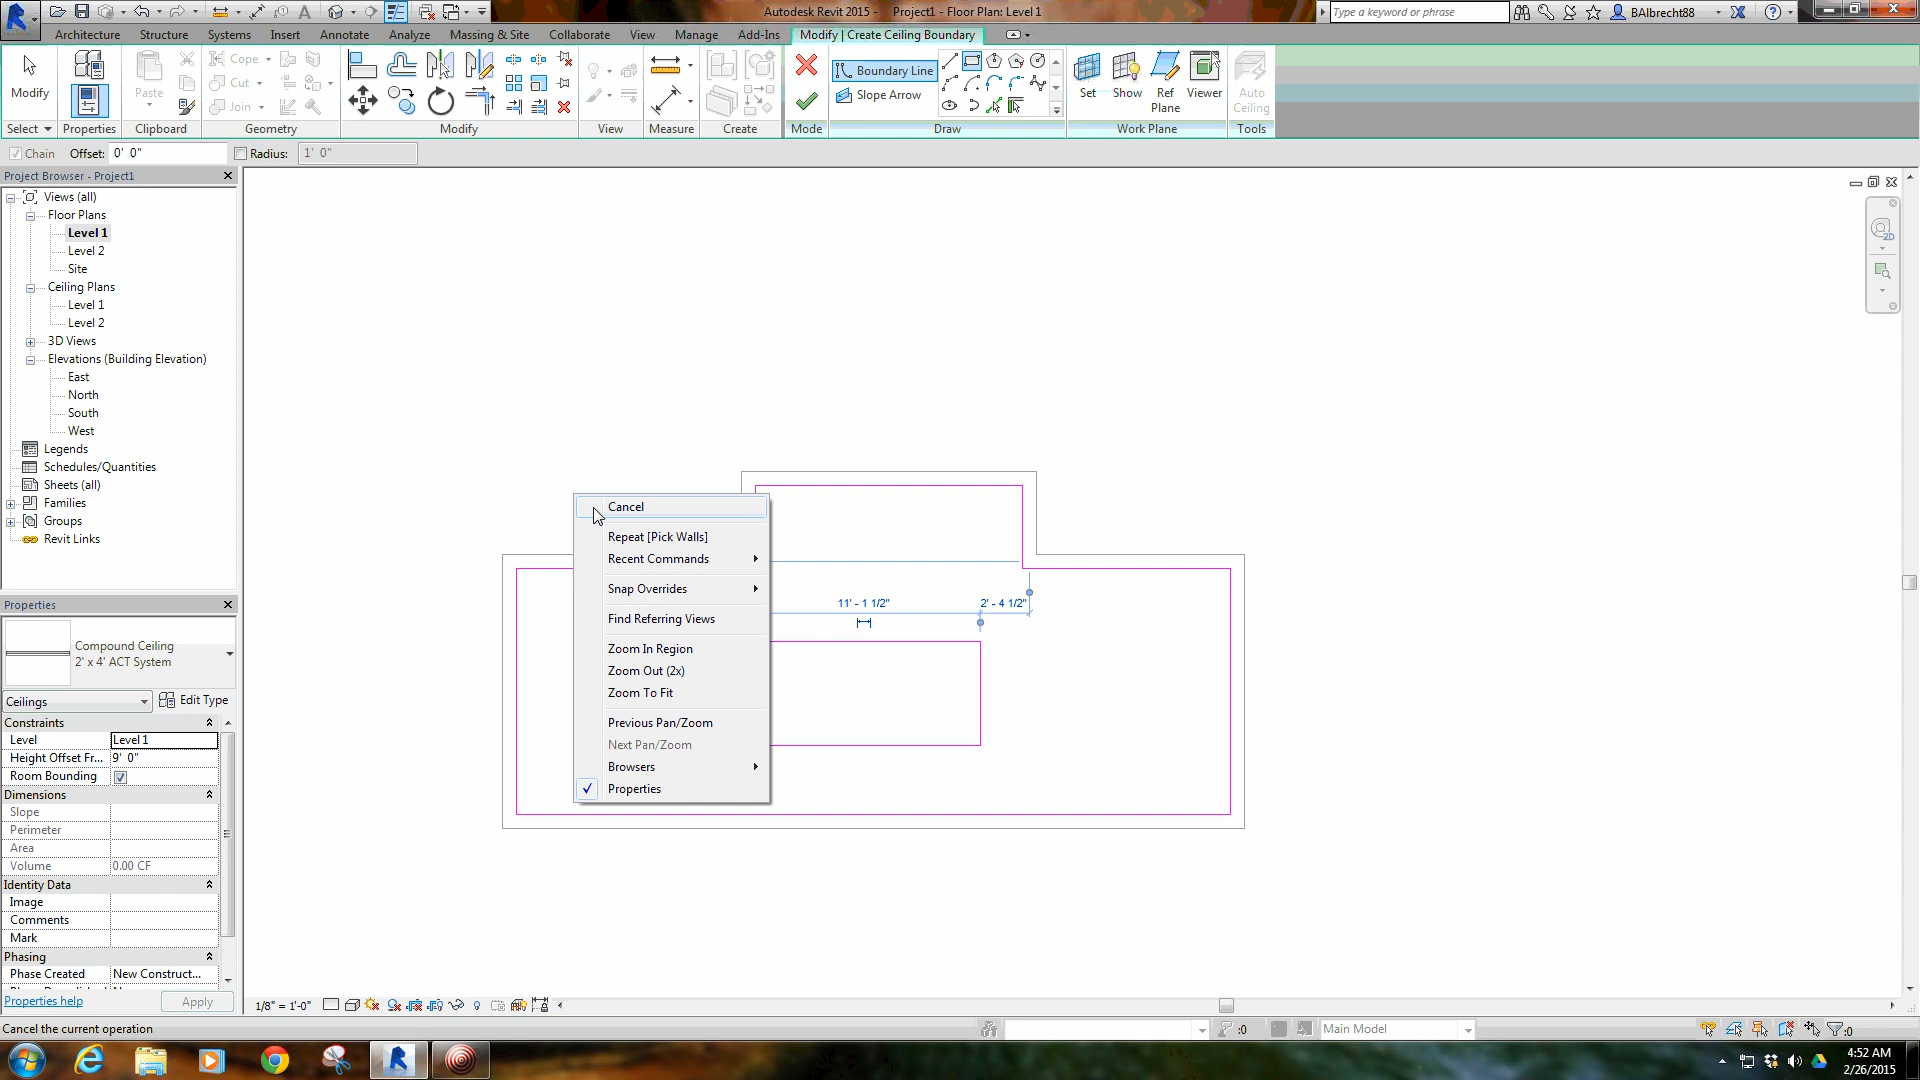 Autodesk Revit 2015 - Project1 - Floor Plan: Level 1
Type a keyword or phrase
BAlbrecht88
Architecture Structure Systems Insert Annotate Analyze Massing & Site Collaborate View Manage Add-Ins Modify | Create Ceiling Boundary
Modify
Paste
Cope
Cut
Join
Boundary Line
Slope Arrow
Set
Show
Ref Plane
Viewer
Auto Ceiling
Select Properties Clipboard Geometry Modify View Measure Create Mode Draw Work Plane Tools
Chain Offset: 0' 0" Radius: 1' 0"
Project Browser - Project1
Views (all)
Floor Plans
Level 1
Level 2
Site
Ceiling Plans
Level 1
Level 2
3D Views
Elevations (Building Elevation)
East
North
South
West
Legends
Schedules/Quantities
Sheets (all)
Families
Groups
Revit Links
Properties
Compound Ceiling
2' x 4' ACT System
Ceilings Edit Type
Constraints
Level Level 1
Height Offset Fr... 9' 0"
Room Bounding
Dimensions
Slope
Perimeter
Area
Volume 0.00 CF
Identity Data
Image
Comments
Mark
Phasing
Phase Created New Construct...
Properties help Apply
Cancel
Repeat [Pick Walls]
Recent Commands
Snap Overrides
Find Referring Views
Zoom In Region
Zoom Out (2x)
Zoom To Fit
Previous Pan/Zoom
Next Pan/Zoom
Browsers
Properties
11' - 1 1/2"
2' - 4 1/2"
2D
1/8" = 1'-0"
Cancel the current operation
:0
Main Model
:0
4:52 AM
2/26/2015